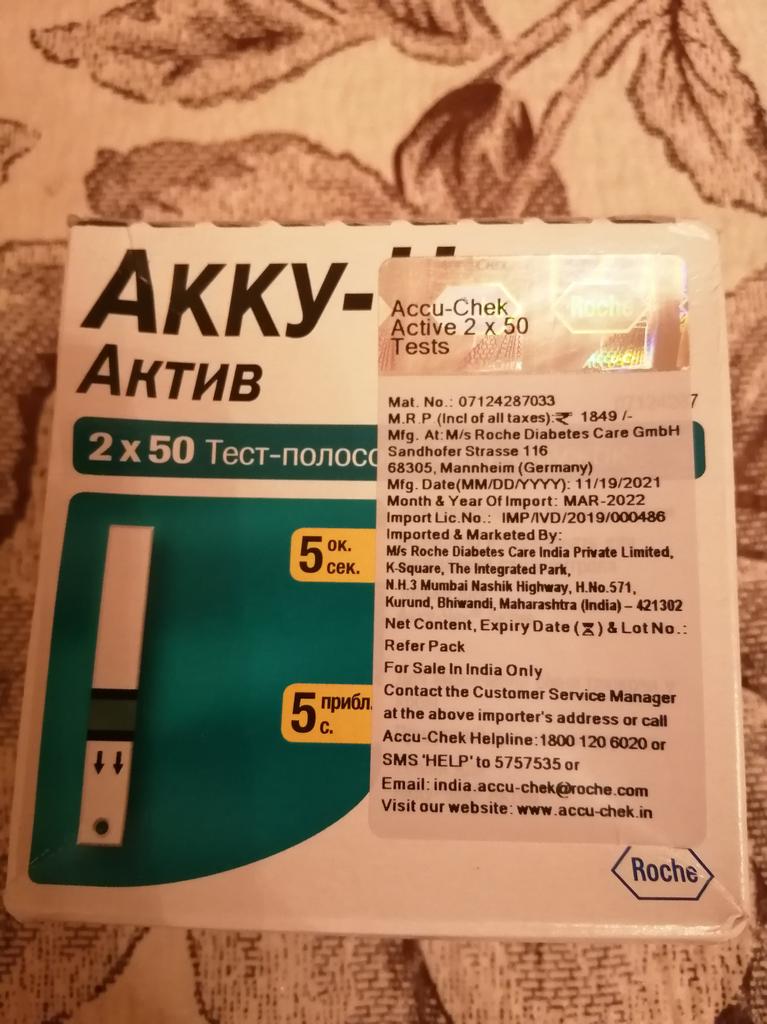 АККУ-
АКТИВ
2 x 50 Тест-полос
5 ок. сек.
5 прибл. с.
Accu-Chek
Active 2 x 50
Tests
Roche
ACCU-CHEK
Mat. No.: 07124287033
M.R.P (Incl of all taxes):₹ 1849 /-
Mfg. At: M/s Roche Diabetes Care GmbH
Sandhofer Strasse 116
68305, Mannheim (Germany)
Mfg. Date(MM/DD/YYYY): 11/19/2021
Month & Year Of Import: MAR-2022
Import Lic.No.: IMP/IVD/2019/000486
Imported & Marketed By:
M/s Roche Diabetes Care India Private Limited,
K-Square, The Integrated Park,
N.H.3 Mumbai Nashik Highway, H.No.571,
Kurund, Bhiwandi, Maharashtra (India) – 421302
Net Content, Expiry Date (⌛) & Lot No.:
Refer Pack
For Sale In India Only
Contact the Customer Service Manager
at the above importer's address or call
Accu-Chek Helpline: 1800 120 6020 or
SMS 'HELP' to 5757535 or
Email: india.accu-chek@roche.com
Visit our website: www.accu-chek.in
Roche